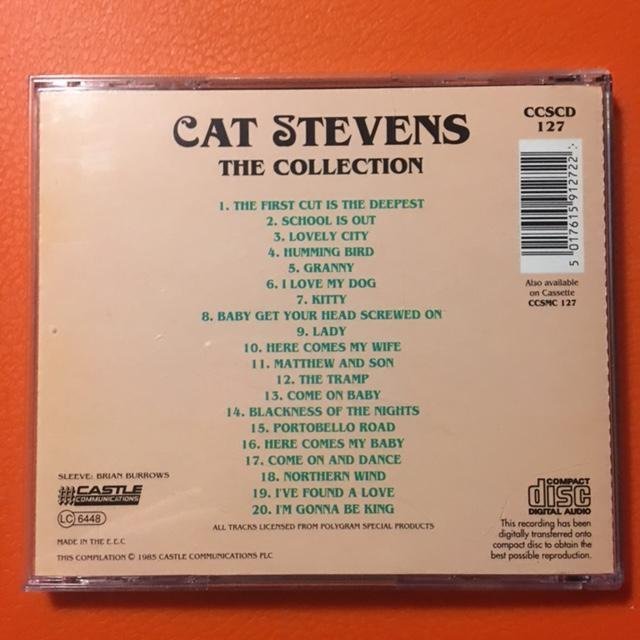 CAT STEVENS
THE COLLECTION
CCSCD
127
5 017615 912722
Also available
on Cassette
CCSMC 127
1. THE FIRST CUT IS THE DEEPEST
2. SCHOOL IS OUT
3. LOVELY CITY
4. HUMMING BIRD
5. GRANNY
6. I LOVE MY DOG
7. KITTY
8. BABY GET YOUR HEAD SCREWED ON
9. LADY
10. HERE COMES MY WIFE
11. MATTHEW AND SON
12. THE TRAMP
13. COME ON BABY
14. BLACKNESS OF THE NIGHTS
15. PORTOBELLO ROAD
16. HERE COMES MY BABY
17. COME ON AND DANCE
18. NORTHERN WIND
19. I'VE FOUND A LOVE
20. I'M GONNA BE KING
SLEEVE: BRIAN BURROWS
CASTLE
COMMUNICATIONS
LC 6448
ALL TRACKS LICENSED FROM POLYGRAM SPECIAL PRODUCTS
MADE IN THE E.E.C
THIS COMPILATION © 1985 CASTLE COMMUNICATIONS PLC
COMPACT
disc
DIGITAL AUDIO
This recording has been
digitally transferred onto
compact disc to obtain the
best possible reproduction.